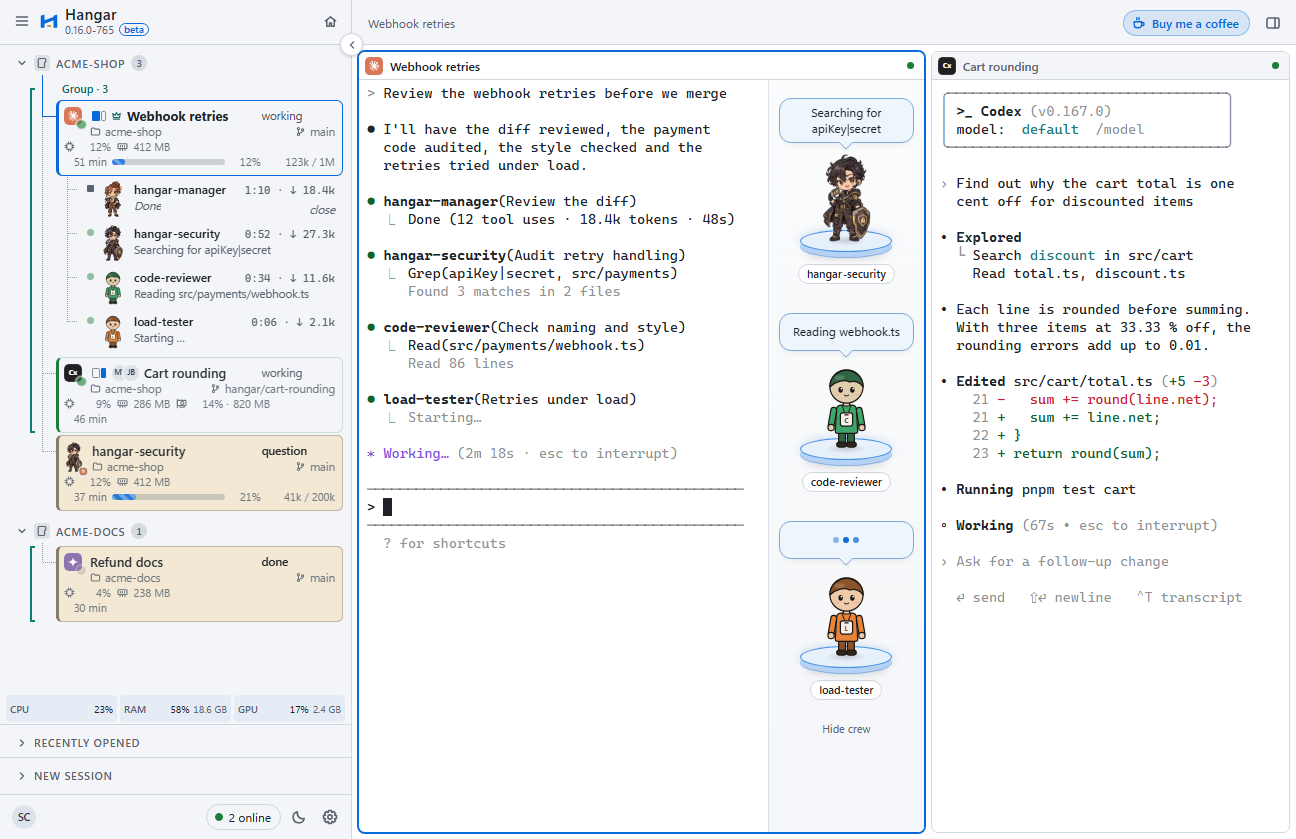 Hangar
0.16.0-765 beta
Webhook retries
Buy me a coffee
ACME-SHOP 3
Group · 3
Webhook retries working
acme-shop main
12% 412 MB
51 min 12% 123k / 1M
hangar-manager 1:10 · ↓ 18.4k
Done close
hangar-security 0:52 · ↓ 27.3k
Searching for apiKey|secret
code-reviewer 0:34 · ↓ 11.6k
Reading src/payments/webhook.ts
load-tester 0:06 · ↓ 2.1k
Starting ...
Cx M JB Cart rounding working
acme-shop hangar/cart-rounding
9% 286 MB 14% · 820 MB
46 min
hangar-security question
acme-shop main
12% 412 MB
37 min 21% 41k / 200k
ACME-DOCS 1
Refund docs done
acme-docs main
4% 238 MB
30 min
CPU 23% RAM 58% 18.6 GB GPU 17% 2.4 GB
RECENTLY OPENED
NEW SESSION
SC 2 online
Webhook retries
> Review the webhook retries before we merge
● I'll have the diff reviewed, the payment
code audited, the style checked and the
retries tried under load.
● hangar-manager(Review the diff)
└ Done (12 tool uses · 18.4k tokens · 48s)
● hangar-security(Audit retry handling)
└ Grep(apiKey|secret, src/payments)
Found 3 matches in 2 files
● code-reviewer(Check naming and style)
└ Read(src/payments/webhook.ts)
Read 86 lines
● load-tester(Retries under load)
└ Starting…
* Working… (2m 18s · esc to interrupt)
>
? for shortcuts
Searching for
apiKey|secret
hangar-security
Reading webhook.ts
C
code-reviewer
L
load-tester
Hide crew
Cx Cart rounding
>_ Codex (v0.167.0)
model: default /model
› Find out why the cart total is one
cent off for discounted items
• Explored
└ Search discount in src/cart
Read total.ts, discount.ts
• Each line is rounded before summing.
With three items at 33.33 % off, the
rounding errors add up to 0.01.
• Edited src/cart/total.ts (+5 −3)
21 − sum += round(line.net);
21 + sum += line.net;
22 + }
23 + return round(sum);
• Running pnpm test cart
◦ Working (67s • esc to interrupt)
› Ask for a follow-up change
↵ send ⇧↵ newline ^T transcript